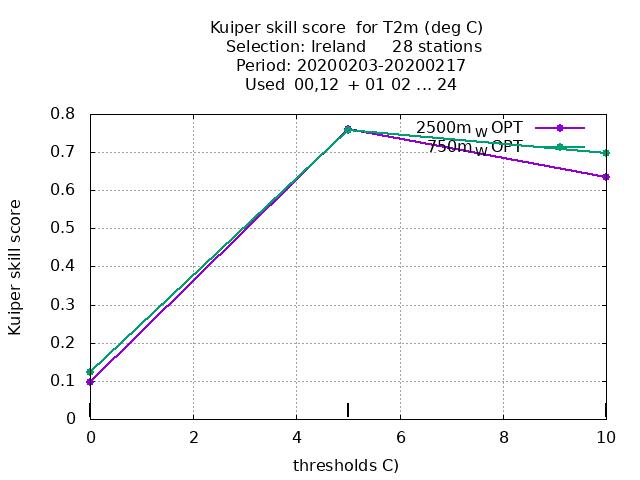 Kuiper skill score for T2m (deg C)
Selection: Ireland 28 stations
Period: 20200203-20200217
Used 00,12 + 01 02 ... 24
0.8
0.7
0.6
0.5
0.4
0.3
0.2
0.1
0
Kuiper skill score
2500m W OPT
750m W OPT
0 2 4 6 8 10
thresholds C)